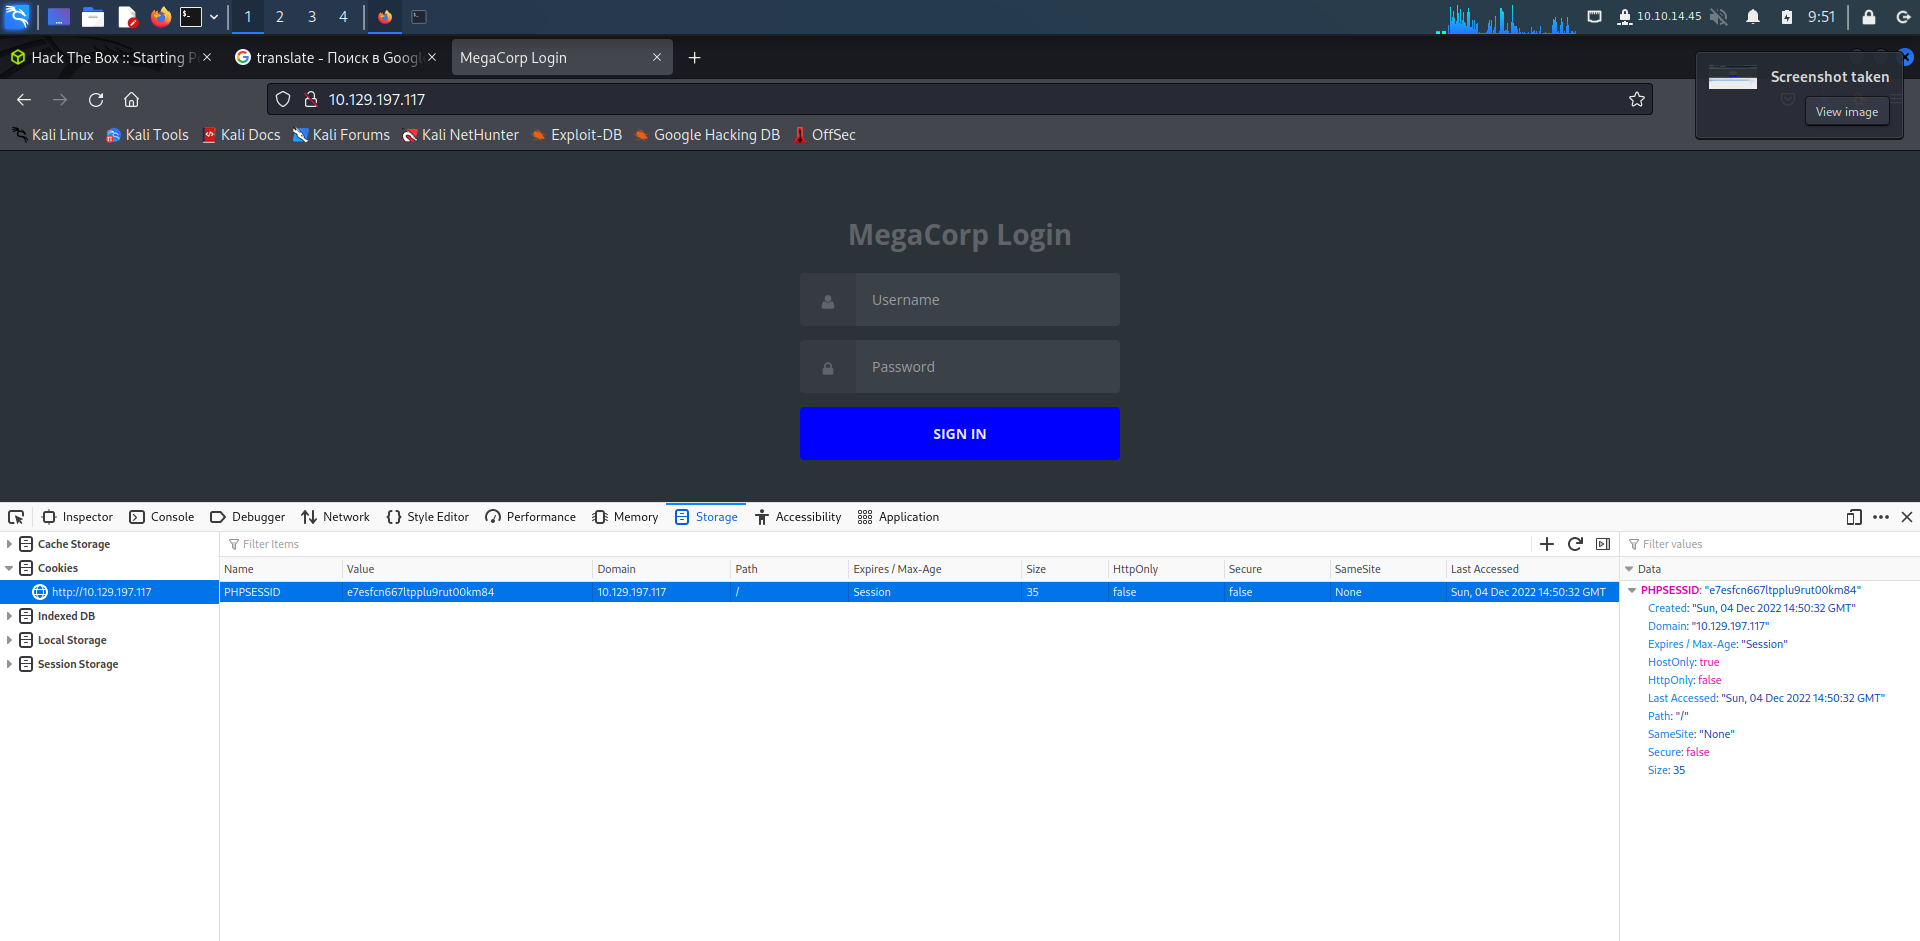 1 2 3 4 10.10.14.45 9:51
Hack The Box :: Starting P translate - Поиск в Googl MegaCorp Login
Screenshot taken
10.129.197.117
View image
Kali Linux Kali Tools Kali Docs Kali Forums Kali NetHunter Exploit-DB Google Hacking DB OffSec
MegaCorp Login
Username
Password
SIGN IN
Inspector Console Debugger Network Style Editor Performance Memory Storage Accessibility Application
Cache Storage Filter Items Filter values
Cookies Name Value Domain Path Expires / Max-Age Size HttpOnly Secure SameSite Last Accessed Data
http://10.129.197.117 PHPSESSID e7esfcn667ltpplu9rut00km84 10.129.197.117 / Session 35 false false None Sun, 04 Dec 2022 14:50:32 GMT PHPSESSID: "e7esfcn667ltpplu9rut00km84"
Created: "Sun, 04 Dec 2022 14:50:32 GMT"
Indexed DB Domain: "10.129.197.117"
Local Storage Expires / Max-Age: "Session"
Session Storage HostOnly: true
HttpOnly: false
Last Accessed: "Sun, 04 Dec 2022 14:50:32 GMT"
Path: "/"
SameSite: "None"
Secure: false
Size: 35